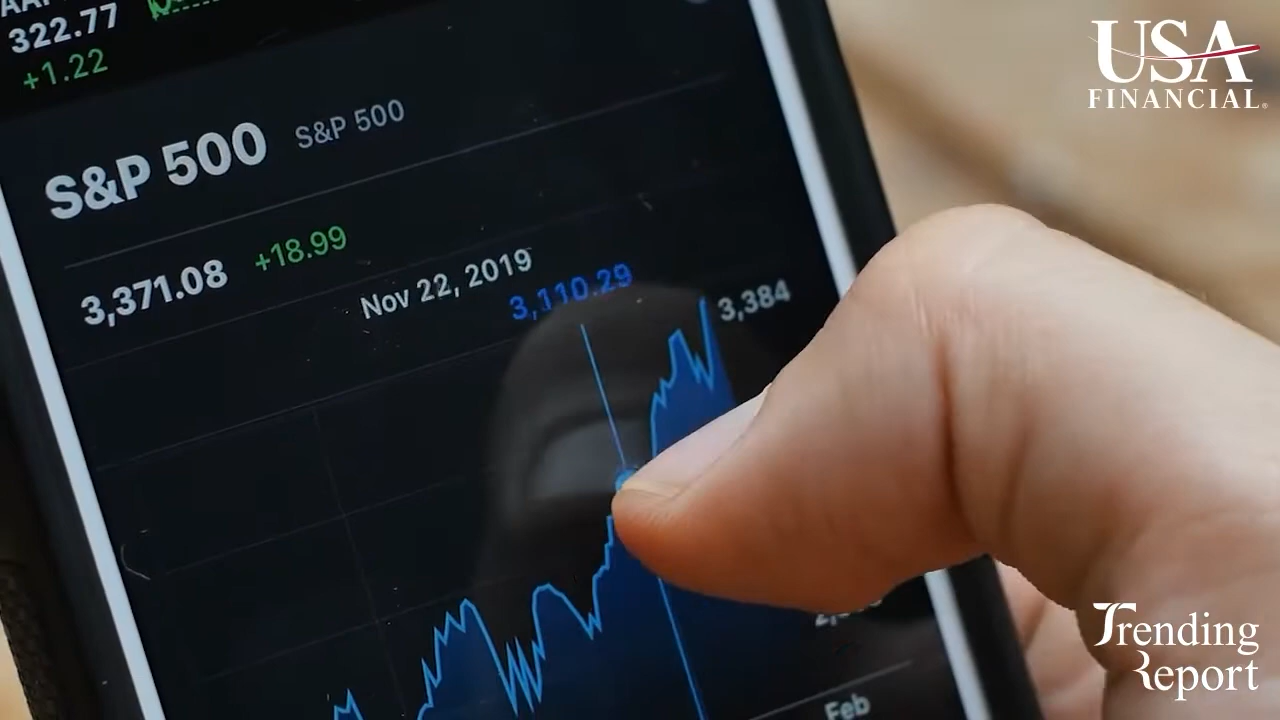 322.77
+1.22
S&P 500 S&P 500
3,371.08 +18.99
Nov 22, 2019
3,110.29
3,384
Feb
USA
FINANCIAL®
Trending
Report